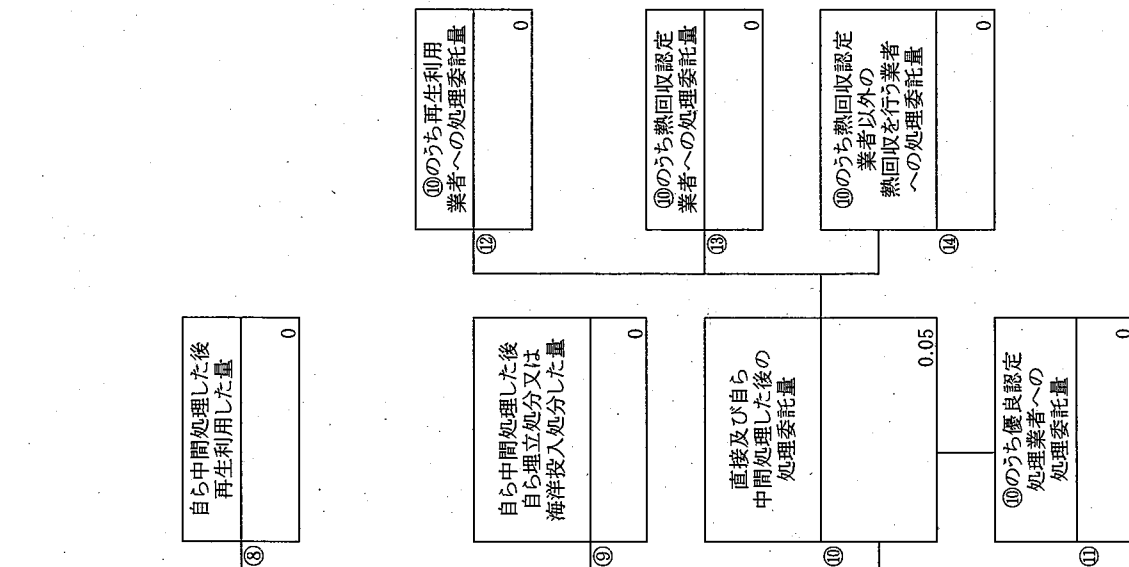 ⑧
自ら中間処理した後
再生利用した量
0
⑨
自ら中間処理した後
自ら埋立処分又は
海洋投入処分した量
0
⑩
直接及び自ら
中間処理した後の
処理委託量
0.05
⑪
⑩のうち優良認定
処理業者への
処理委託量
0
⑫
⑩のうち再生利用
業者への処理委託量
0
⑬
⑩のうち熱回収認定
業者への処理委託量
0
⑭
⑩のうち熱回収認定
業者以外の
熱回収を行う業者
への処理委託量
0